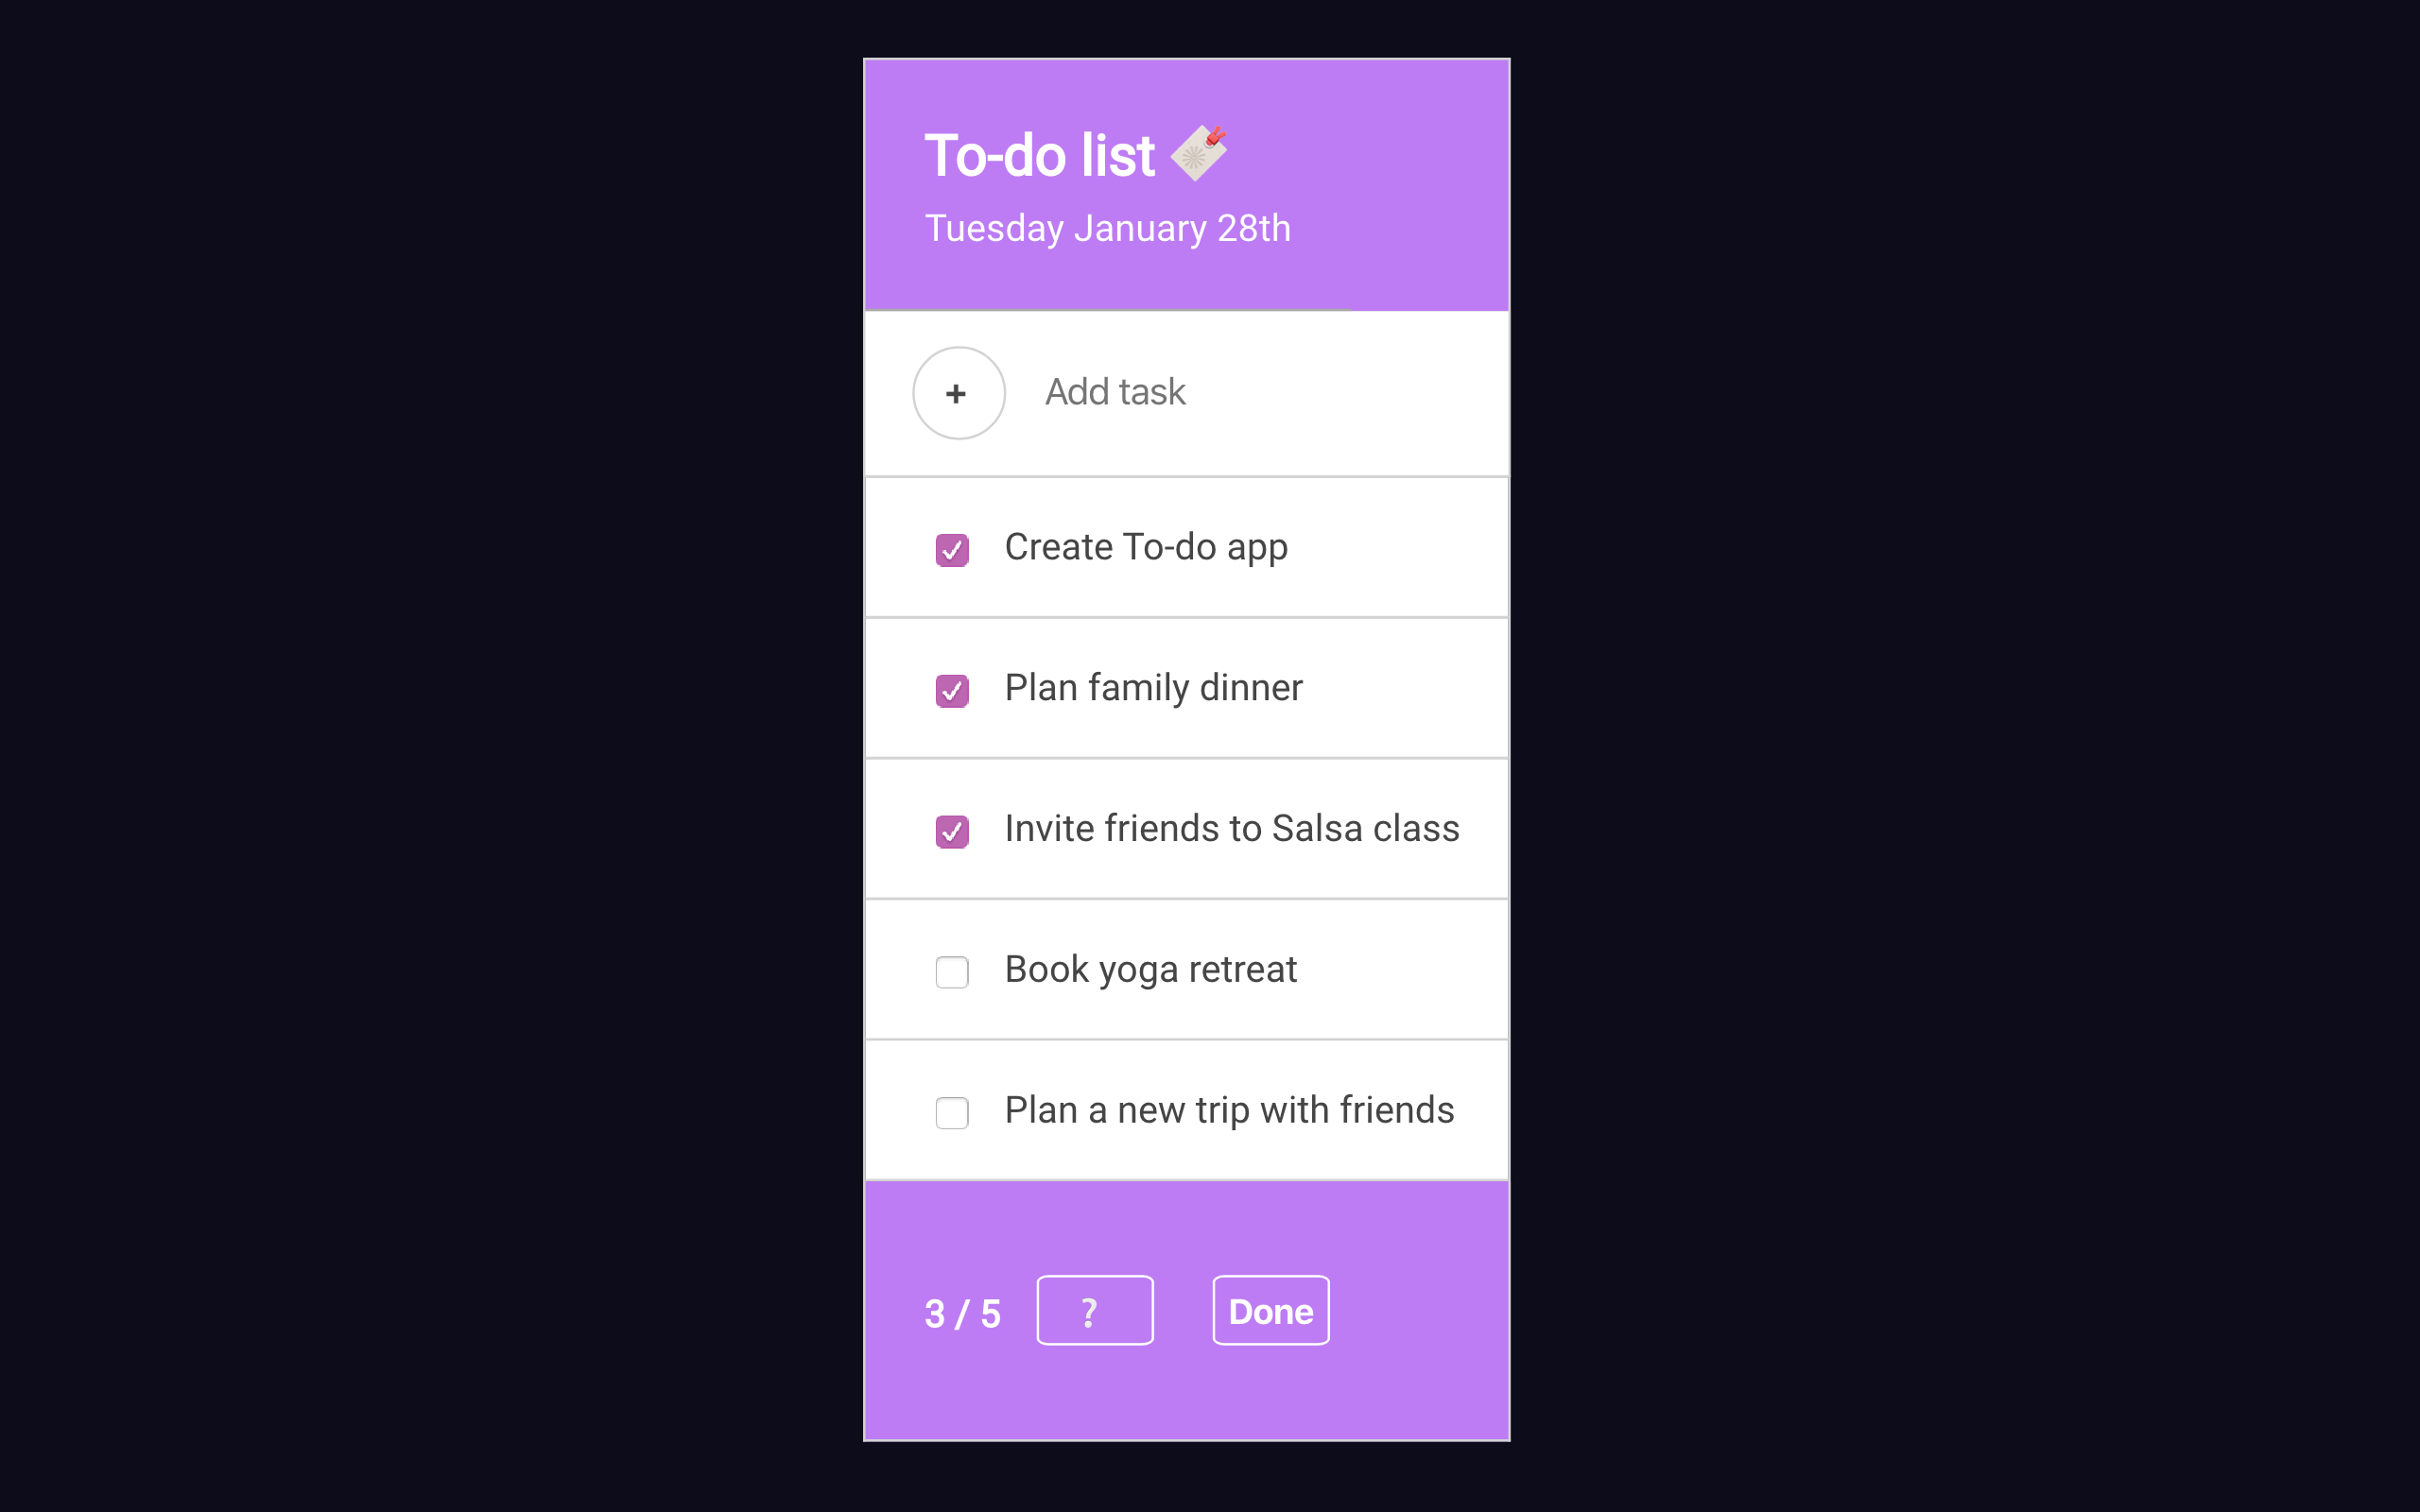 To-do list
Tuesday January 28th
+ Add task
Create To-do app
Plan family dinner
Invite friends to Salsa class
Book yoga retreat
Plan a new trip with friends
3 / 5 ? Done